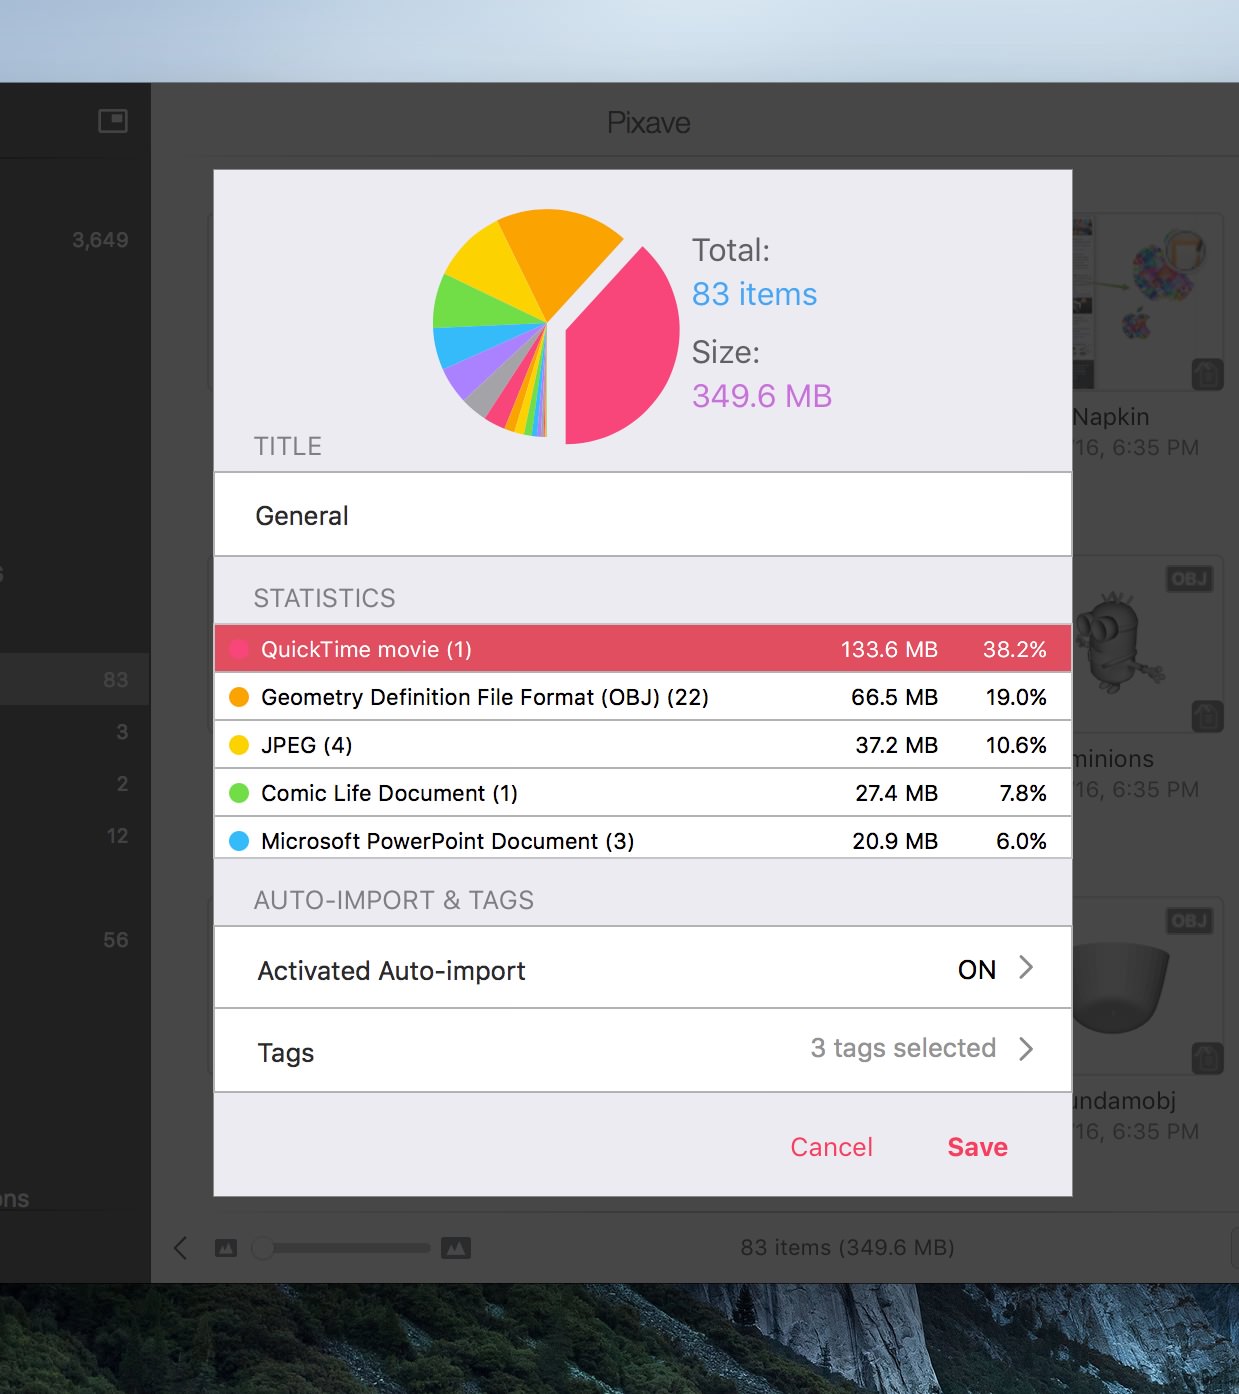 Pixave
3,649
Total:
83 items
Size:
349.6 MB
TITLE
Napkin
16, 6:35 PM
General
OBJ
STATISTICS
QuickTime movie (1) 133.6 MB 38.2%
83
Geometry Definition File Format (OBJ) (22) 66.5 MB 19.0%
3
JPEG (4) 37.2 MB 10.6%
minions
2
Comic Life Document (1) 27.4 MB 7.8%
16, 6:35 PM
12
Microsoft PowerPoint Document (3) 20.9 MB 6.0%
AUTO-IMPORT & TAGS
OBJ
56
Activated Auto-import ON
Tags 3 tags selected
undamobj
16, 6:35 PM
Cancel Save
ons
83 items (349.6 MB)